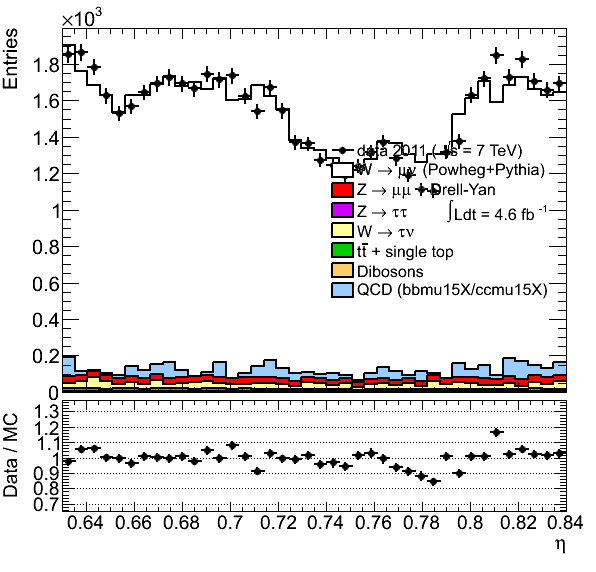 ×10³
Entries
1.8
1.6
1.4
1.2
1
0.8
0.6
0.4
0.2
0
data 2011 (√s = 7 TeV)
W → μν (Powheg+Pythia)
Z → μμ + Drell-Yan
Z → ττ
∫Ldt = 4.6 fb⁻¹
W → τν
tt̄ + single top
Dibosons
QCD (bbmu15X/ccmu15X)
Data / MC
1.3
1.2
1.1
1
0.9
0.8
0.7
0.64 0.66 0.68 0.7 0.72 0.74 0.76 0.78 0.8 0.82 0.84
η